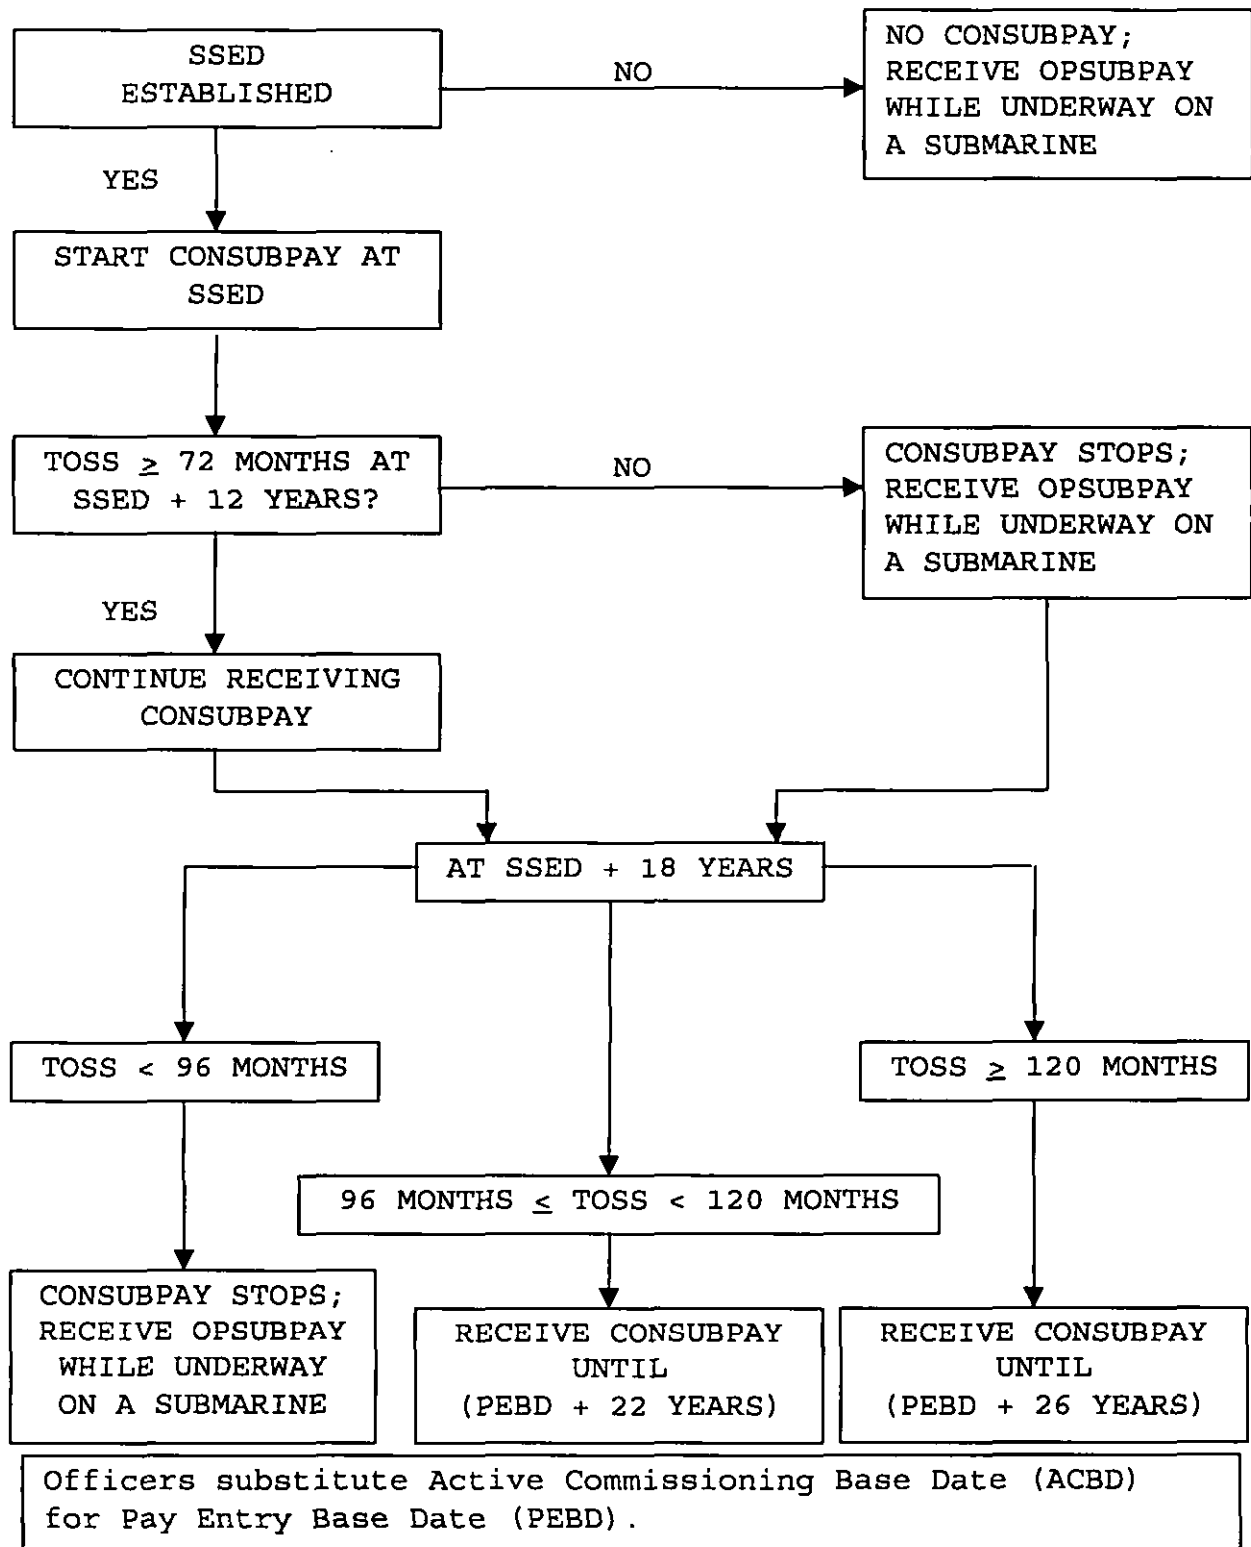 SSED
ESTABLISHED
NO
NO CONSUBPAY;
RECEIVE OPSUBPAY
WHILE UNDERWAY ON
A SUBMARINE
YES
START CONSUBPAY AT
SSED
TOSS ≥ 72 MONTHS AT
SSED + 12 YEARS?
NO
CONSUBPAY STOPS;
RECEIVE OPSUBPAY
WHILE UNDERWAY ON
A SUBMARINE
YES
CONTINUE RECEIVING
CONSUBPAY
AT SSED + 18 YEARS
TOSS < 96 MONTHS
TOSS ≥ 120 MONTHS
96 MONTHS ≤ TOSS < 120 MONTHS
CONSUBPAY STOPS;
RECEIVE OPSUBPAY
WHILE UNDERWAY
ON A SUBMARINE
RECEIVE CONSUBPAY
UNTIL
(PEBD + 22 YEARS)
RECEIVE CONSUBPAY
UNTIL
(PEBD + 26 YEARS)
Officers substitute Active Commissioning Base Date (ACBD)
for Pay Entry Base Date (PEBD).